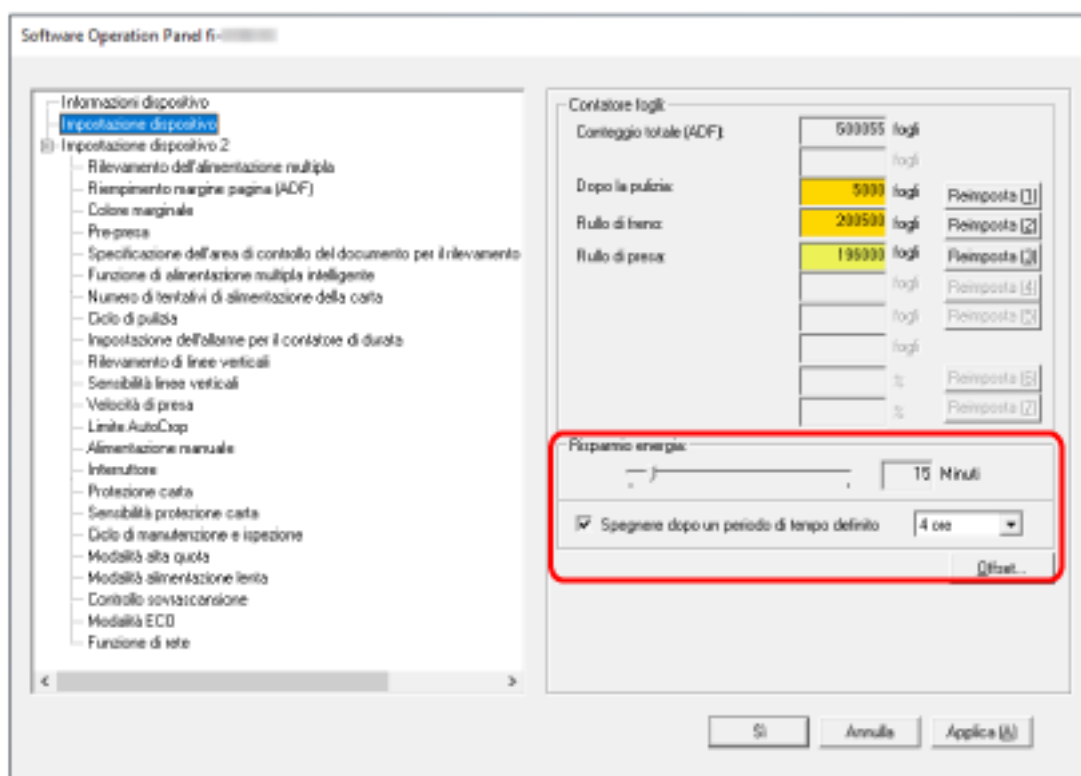 Software Operation Panel fi-
Informazioni dispositivo
Impostazione dispositivo
Impostazione dispositivo 2
Rilevamento dell'alimentazione multipla
Riempimento margine pagina (ADF)
Colore marginale
Pre-presa
Specificazione dell'area di controllo del documento per il rilevamento
Funzione di alimentazione multipla intelligente
Numero di tentativi di alimentazione della carta
Ciclo di pulizia
Impostazione dell'allarme per il contatore di durata
Rilevamento di linee verticali
Sensibilità linee verticali
Velocità di presa
Limite AutoCrop
Alimentazione manuale
Interruttore
Protezione carta
Sensibilità protezione carta
Ciclo di manutenzione e ispezione
Modalità alta quota
Modalità alimentazione lenta
Controllo sovrascansione
Modalità ECO
Funzione di rete
Contatore fogli:
Conteggio totale (ADF): 500055 fogli
fogli
Dopo la pulizia: 5000 fogli Reimposta (1)
Rullo di freno: 200500 fogli Reimposta (2)
Rullo di presa: 196000 fogli Reimposta (3)
fogli Reimposta (4)
fogli Reimposta (5)
fogli
Reimposta (6)
Reimposta (7)
Risparmio energia:
15 Minuti
Spegnere dopo un periodo di tempo definito 4 ore
Offset...
Sì Annulla Applica (A)